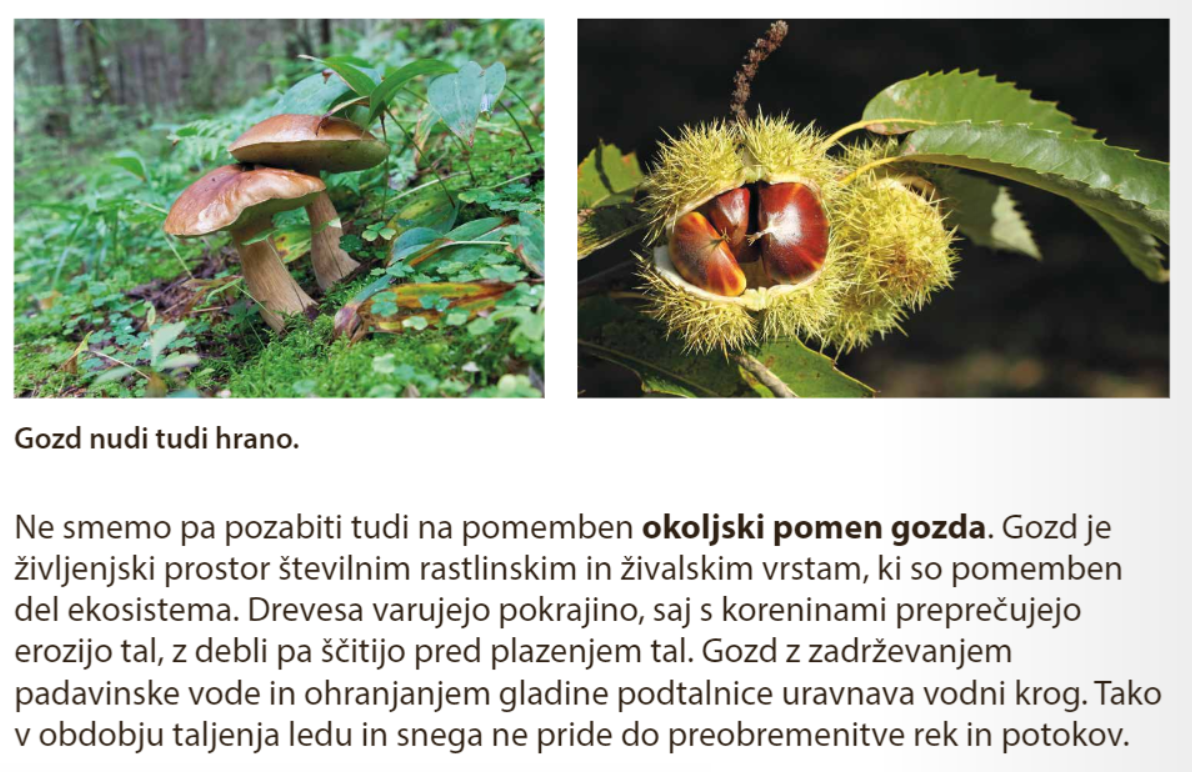 Gozd nudi tudi hrano.
Ne smemo pa pozabiti tudi na pomemben okoljski pomen gozda. Gozd je
življenjski prostor številnim rastlinskim in živalskim vrstam, ki so pomemben
del ekosistema. Drevesa varujejo pokrajino, saj s koreninami preprečujejo
erozijo tal, z debli pa ščitijo pred plazenjem tal. Gozd z zadrževanjem
padavinske vode in ohranjanjem gladine podtalnice uravnava vodni krog. Tako
v obdobju taljenja ledu in snega ne pride do preobremenitve rek in potokov.